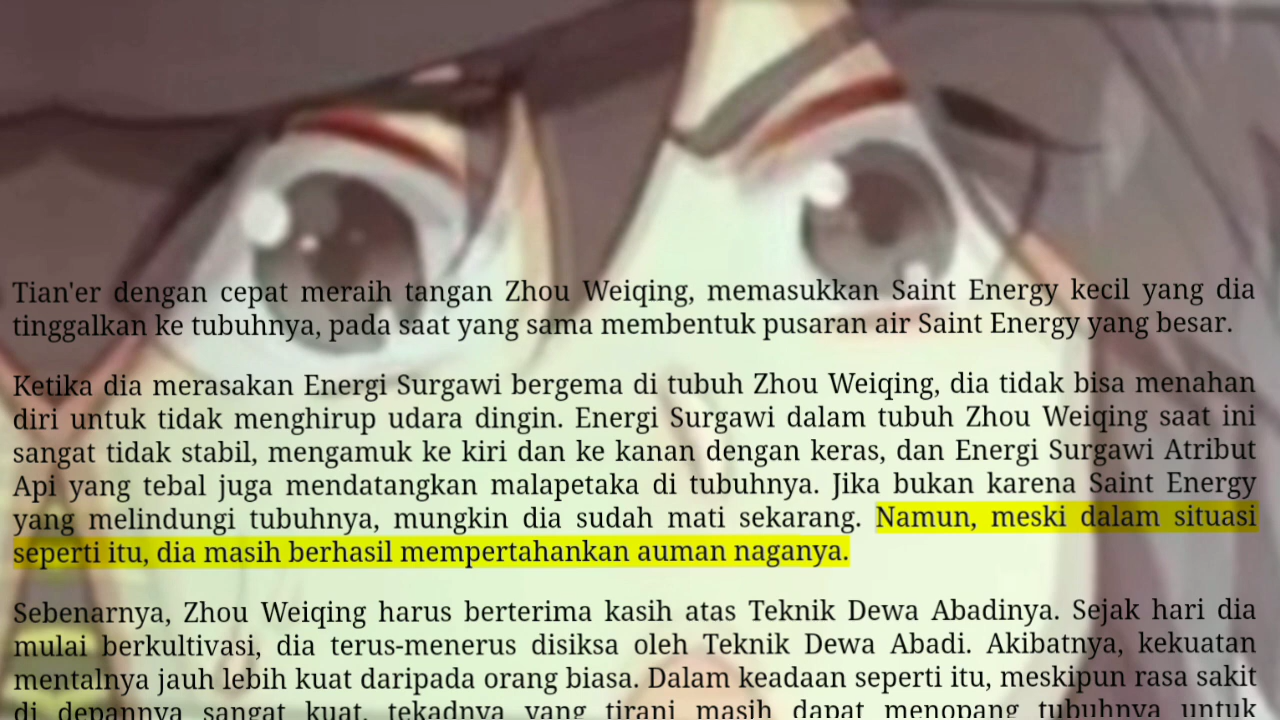 Tian'er dengan cepat meraih tangan Zhou Weiqing, memasukkan Saint Energy kecil yang dia
tinggalkan ke tubuhnya, pada saat yang sama membentuk pusaran air Saint Energy yang besar.
Ketika dia merasakan Energi Surgawi bergema di tubuh Zhou Weiqing, dia tidak bisa menahan
diri untuk tidak menghirup udara dingin. Energi Surgawi dalam tubuh Zhou Weiqing saat ini
sangat tidak stabil, mengamuk ke kiri dan ke kanan dengan keras, dan Energi Surgawi Atribut
Api yang tebal juga mendatangkan malapetaka di tubuhnya. Jika bukan karena Saint Energy
yang melindungi tubuhnya, mungkin dia sudah mati sekarang. Namun, meski dalam situasi
seperti itu, dia masih berhasil mempertahankan auman naganya.
Sebenarnya, Zhou Weiqing harus berterima kasih atas Teknik Dewa Abadinya. Sejak hari dia
mulai berkultivasi, dia terus-menerus disiksa oleh Teknik Dewa Abadi. Akibatnya, kekuatan
mentalnya jauh lebih kuat daripada orang biasa. Dalam keadaan seperti itu, meskipun rasa sakit
di depannya sangat kuat, tekadnya yang tirani masih dapat menopang tubuhnya untuk